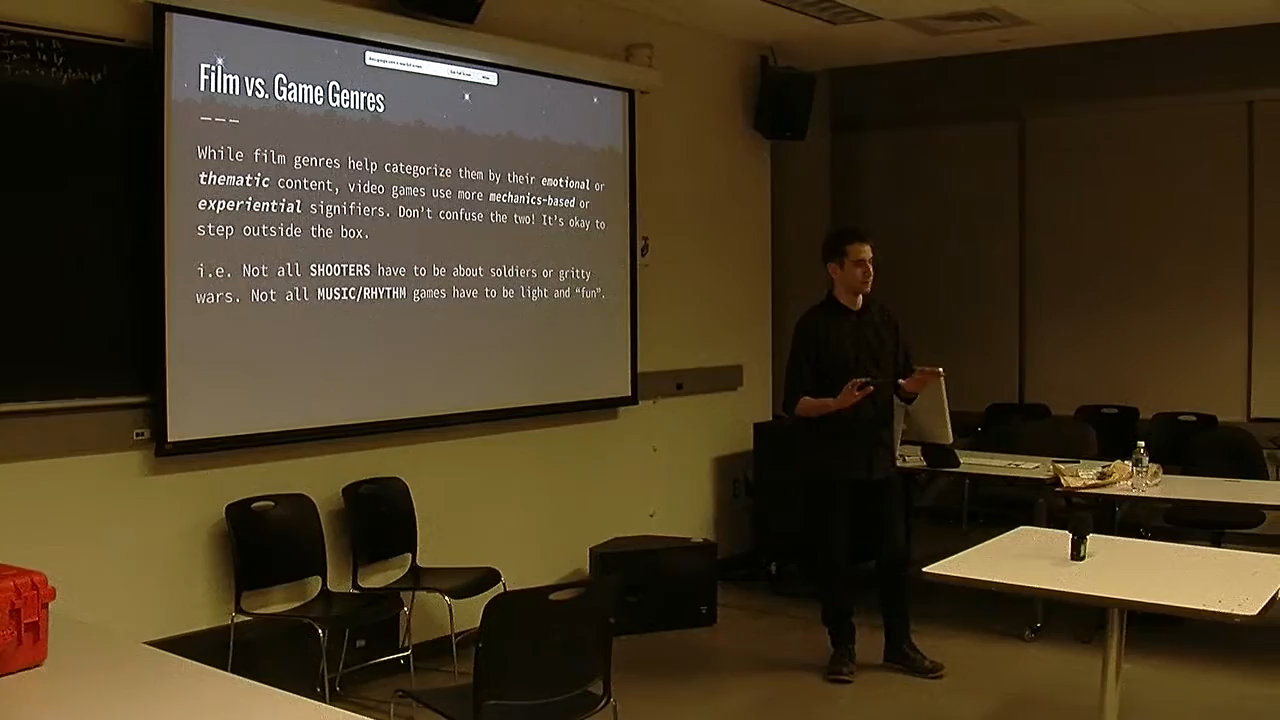 Film vs. Game Genres
While film genres help categorize them by their emotional or
thematic content, video games use more mechanics-based or
experiential signifiers. Don't confuse the two! It's okay to
step outside the box.
i.e. Not all SHOOTERS have to be about soldiers or gritty
wars. Not all MUSIC/RHYTHM games have to be light and “fun”.